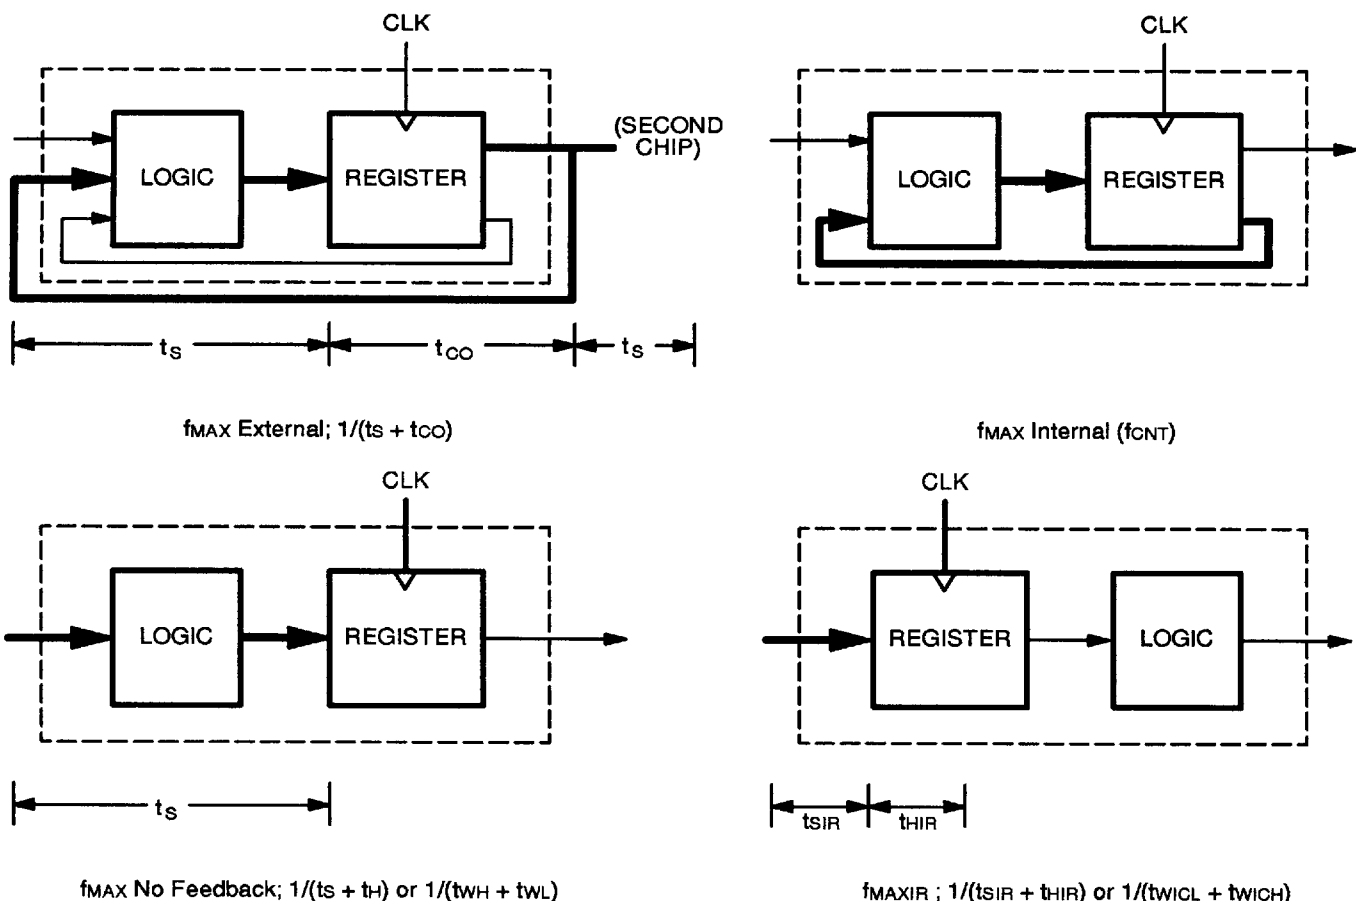 CLK
(SECOND
CHIP)
LOGIC
REGISTER
tS
tCO
tS
fMAX External; 1/(tS + tCO)
CLK
LOGIC
REGISTER
fMAX Internal (fCNT)
CLK
LOGIC
REGISTER
tS
fMAX No Feedback; 1/(tS + tH) or 1/(tWH + tWL)
CLK
REGISTER
LOGIC
tSIR
tHIR
fMAXIR ; 1/(tSIR + tHIR) or 1/(tWICL + tWICH)